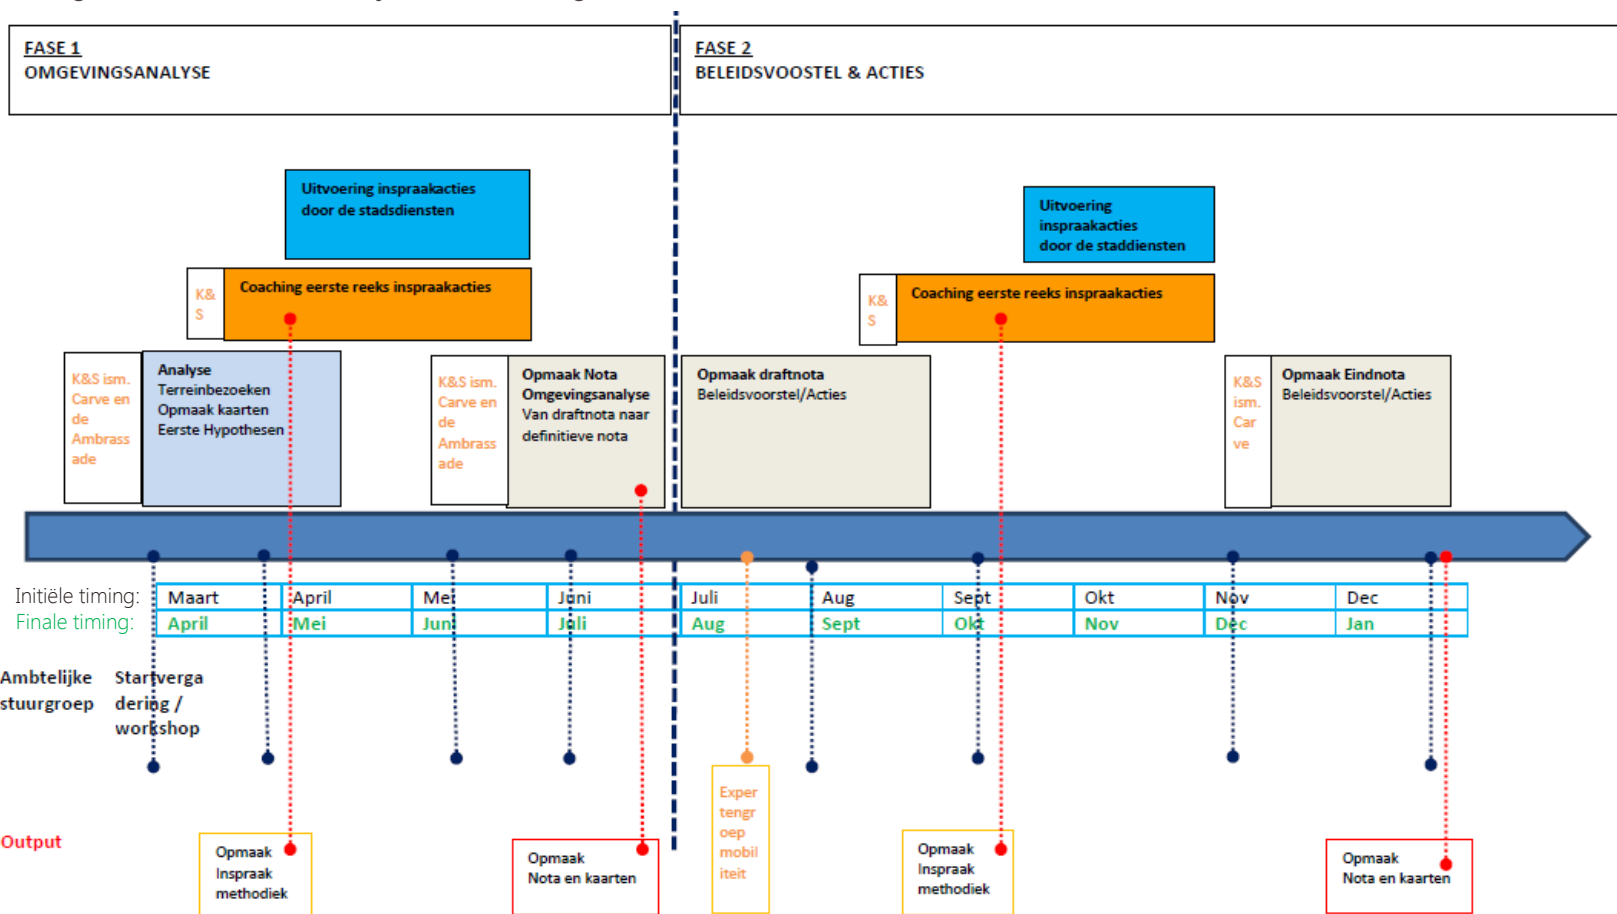 FASE 1
OMGEVINGSANALYSE
FASE 2
BELEIDSVOOSTEL & ACTIES
Uitvoering inspraakacties
door de stadsdiensten
Uitvoering
inspraakacties
door de staddiensten
K&
S
Coaching eerste reeks inspraakacties
K&
S
Coaching eerste reeks inspraakacties
K&S ism.
Carve en
de
Ambrass
ade
Analyse
Terreinbezoeken
Opmaak kaarten
Eerste Hypothesen
K&S ism.
Carve en
de
Ambrass
ade
Opmaak Nota
Omgevingsanalyse
Van draftnota naar
definitieve nota
Opmaak draftnota
Beleidsvoorstel/Acties
K&S
ism.
Car
ve
Opmaak Eindnota
Beleidsvoorstel/Acties
Initiële timing: Maart April Mei Juni Juli Aug Sept Okt Nov Dec
Finale timing: April Mei Juni Juli Aug Sept Okt Nov Dec Jan
Ambtelijke
stuurgroep
Startverga
dering /
workshop
Exper
tengr
oep
mobil
iteit
Output
Opmaak
Inspraak
methodiek
Opmaak
Nota en kaarten
Opmaak
Inspraak
methodiek
Opmaak
Nota en kaarten